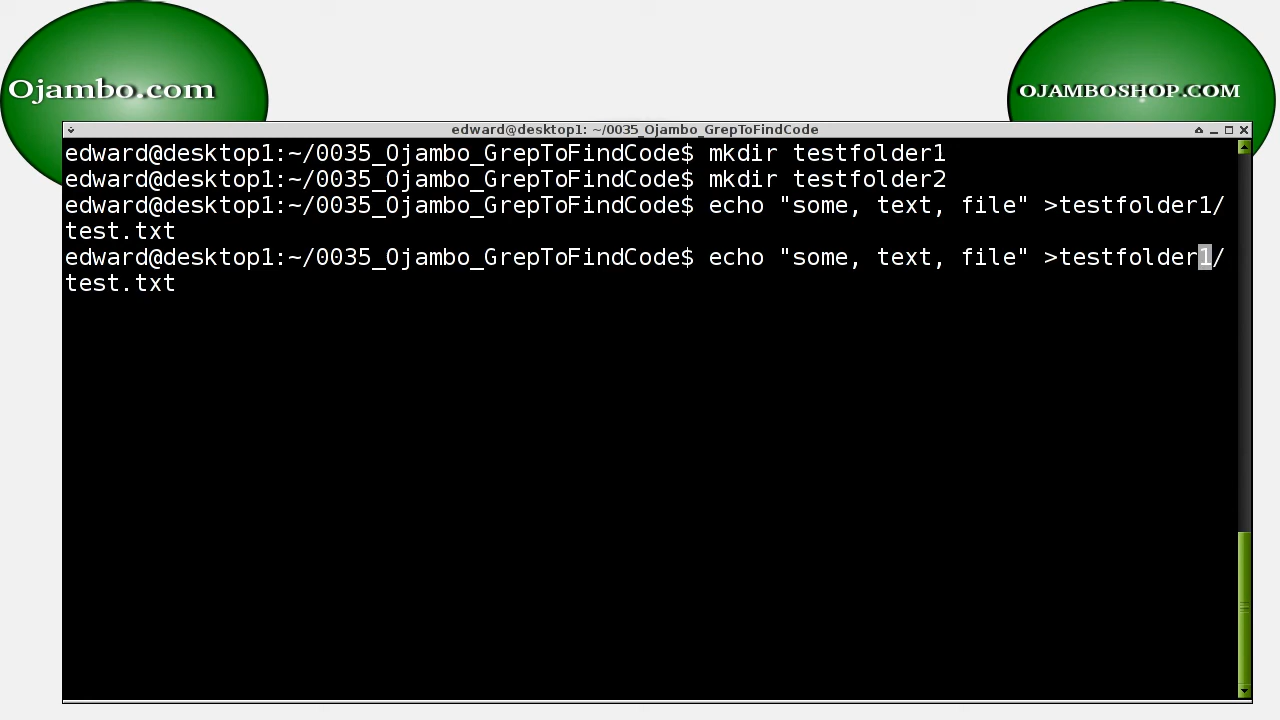 Ojambo.com
OJAMBOSHOP.COM
edward@desktop1: ~/0035_Ojambo_GrepToFindCode
edward@desktop1:~/0035_Ojambo_GrepToFindCode$ mkdir testfolder1
edward@desktop1:~/0035_Ojambo_GrepToFindCode$ mkdir testfolder2
edward@desktop1:~/0035_Ojambo_GrepToFindCode$ echo "some, text, file" >testfolder1/
test.txt
edward@desktop1:~/0035_Ojambo_GrepToFindCode$ echo "some, text, file" >testfolder1/
test.txt